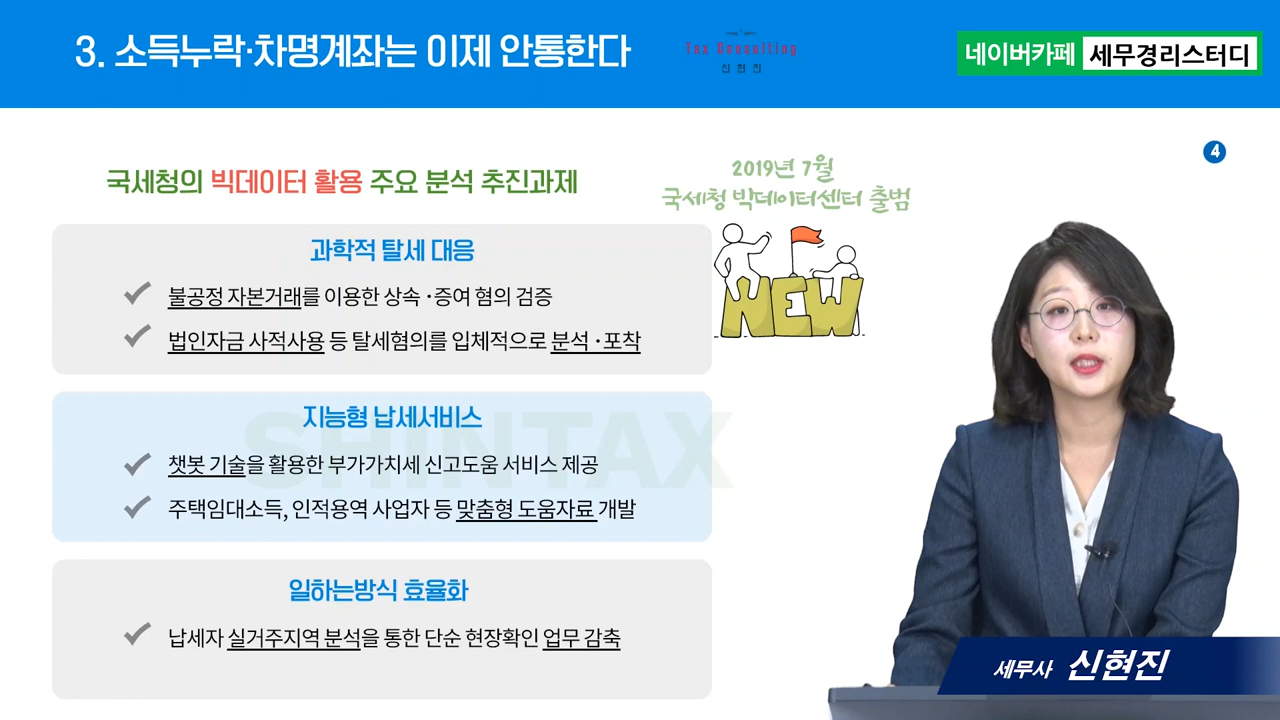 3. 소득누락·차명계좌는 이제 안통한다
Tax Consulting
신현진
네이버카페 세무경리스터디
4
국세청의 빅데이터 활용 주요 분석 추진과제
2019년 7월
국세청 빅데이터센터 출범
NEW
과학적 탈세 대응
불공정 자본거래를 이용한 상속·증여 혐의 검증
법인자금 사적사용 등 탈세혐의를 입체적으로 분석·포착
SHINTAX
지능형 납세서비스
챗봇 기술을 활용한 부가가치세 신고도움 서비스 제공
주택임대소득, 인적용역 사업자 등 맞춤형 도움자료 개발
일하는방식 효율화
납세자 실거주지역 분석을 통한 단순 현장확인 업무 감축
세무사 신현진